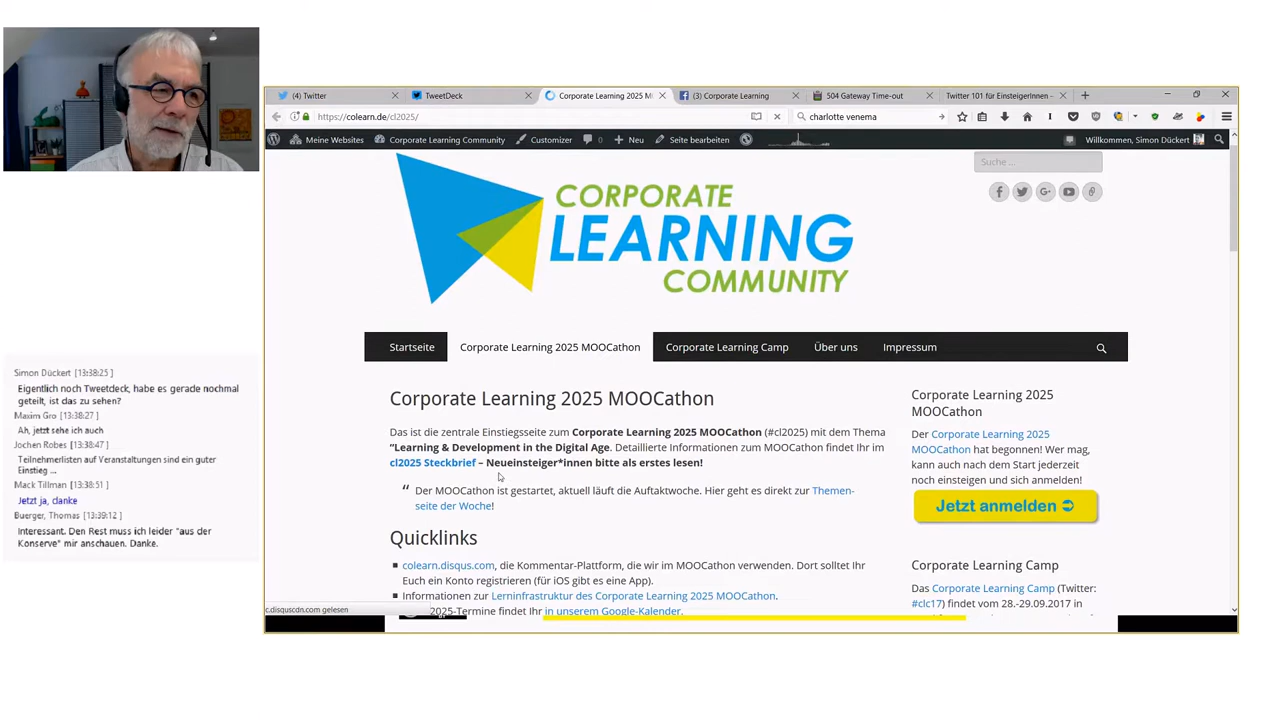 (4) Twitter
TweetDeck
Corporate Learning 2025 M
(3) Corporate Learning
504 Gateway Time-out
Twitter 101 für EinsteigerInnen –
https://colearn.de/cl2025/
charlotte venema
Meine Websites
Corporate Learning Community
Customizer
0
Neu
Seite bearbeiten
Willkommen, Simon Dückert
Suche ...
CORPORATE
LEARNING
COMMUNITY
Startseite
Corporate Learning 2025 MOOCathon
Corporate Learning Camp
Über uns
Impressum
Simon Dückert [13:38:25]
Eigentlich noch Tweetdeck, habe es gerade nochmal
geteilt, ist das zu sehen?
Maxim Gro [13:38:27]
Ah, jetzt sehe ich auch
Jochen Robes [13:38:47]
Teilnehmerlisten auf Veranstaltungen sind ein guter
Einstieg ...
Mack Tillman [13:38:51]
Jetzt ja, danke
Buerger, Thomas [13:39:12]
Interessant. Den Rest muss ich leider "aus der
Konserve" mir anschauen. Danke.
Corporate Learning 2025 MOOCathon
Das ist die zentrale Einstiegsseite zum Corporate Learning 2025 MOOCathon (#cl2025) mit dem Thema
"Learning & Development in the Digital Age. Detaillierte Informationen zum MOOCathon findet Ihr im
cl2025 Steckbrief – Neueinsteiger*innen bitte als erstes lesen!
“ Der MOOCathon ist gestartet, aktuell läuft die Auftaktwoche. Hier geht es direkt zur Themen-
seite der Woche!
Quicklinks
colearn.disqus.com, die Kommentar-Plattform, die wir im MOOCathon verwenden. Dort solltet Ihr
Euch ein Konto registrieren (für iOS gibt es eine App).
Informationen zur Lerninfrastruktur des Corporate Learning 2025 MOOCathon.
2025-Termine findet Ihr in unserem Google-Kalender.
c.disquscdn.com gelesen
Corporate Learning 2025
MOOCathon
Der Corporate Learning 2025
MOOCathon hat begonnen! Wer mag,
kann auch nach dem Start jederzeit
noch einsteigen und sich anmelden!
Jetzt anmelden
Corporate Learning Camp
Das Corporate Learning Camp (Twitter:
#clc17) findet vom 28.-29.09.2017 in